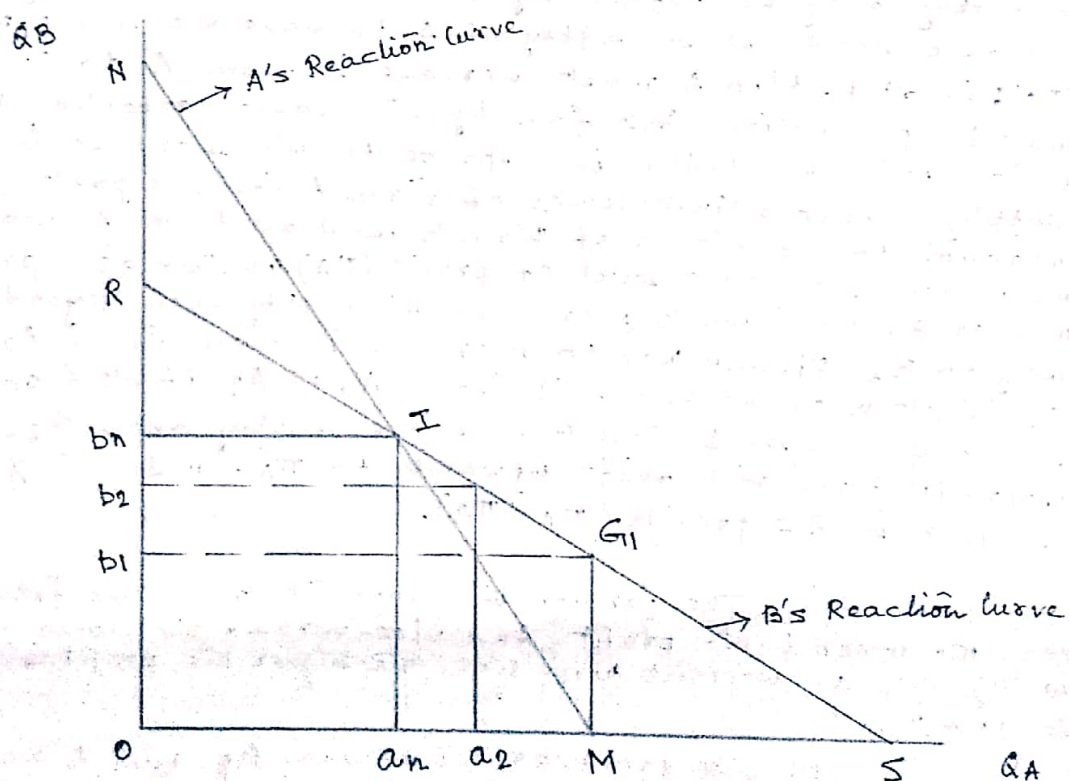 QB
N
A's Reaction Curve
R
bn
I
b2
b1
G1
B's Reaction Curve
O
an
a2
M
S
QA